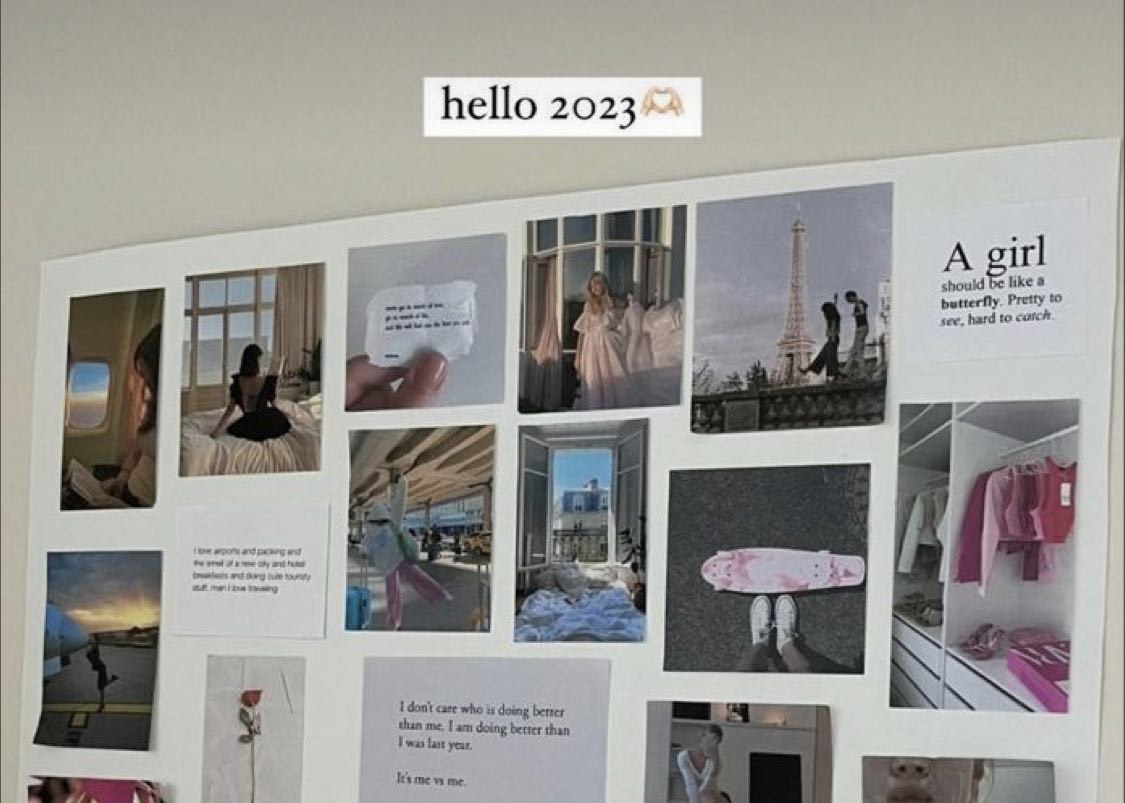 hello 2023🫶🏻
A girl
should be like a
butterfly. Pretty to
see, hard to catch.
I love airports and packing and
the smell of a new city and hotel
breakfasts and doing cute touristy
stuff. man I love traveling
I don't care who is doing better
than me. I am doing better than
I was last year.
It's me vs me.